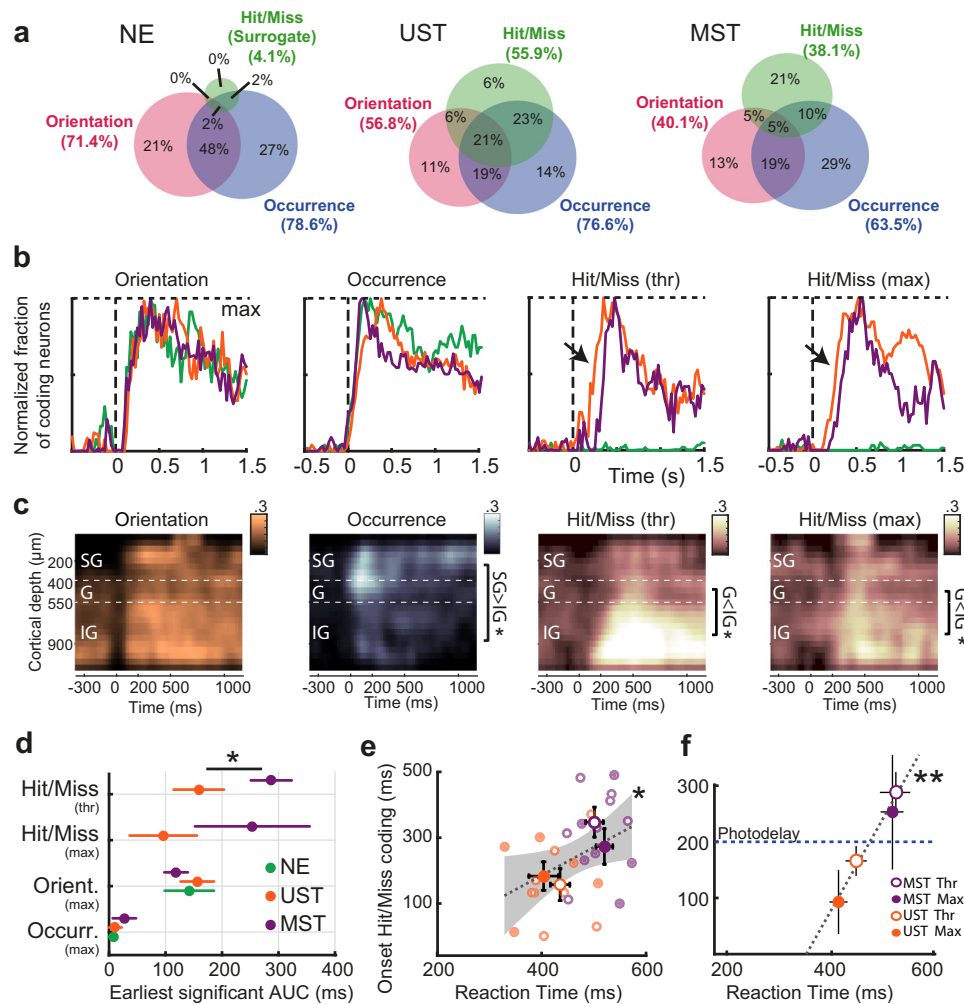 a
NE
Hit/Miss
(Surrogate)
(4.1%)
0%
0%
2%
2%
Orientation
(71.4%)
21%
48%
27%
Occurrence
(78.6%)
UST
Hit/Miss
(55.9%)
6%
Orientation
(56.8%)
6%
23%
21%
11%
19%
14%
Occurrence
(76.6%)
MST
Hit/Miss
(38.1%)
21%
Orientation
(40.1%)
5%
5%
10%
13%
19%
29%
Occurrence
(63.5%)
b
Normalized fraction
of coding neurons
Orientation
max
0 0.5 1 1.5
Occurrence
-0.5 0 0.5 1 1.5
Hit/Miss (thr)
0 0.5 1 1.5
Time (s)
Hit/Miss (max)
-0.5 0 0.5 1 1.5
c
Cortical depth (µm)
Orientation
.3
200
400
550
900
SG
G
IG
-300 0 200 500 1000
Time (ms)
Occurrence
.3
SG
G
IG
SG>IG *
-300 0 200 500 1000
Time (ms)
Hit/Miss (thr)
.3
SG
G
IG
G<IG *
-300 0 200 500 1000
Time (ms)
Hit/Miss (max)
.3
SG
G
IG
G<IG *
-300 0 200 500 1000
Time (ms)
d
*
Hit/Miss
(thr)
Hit/Miss
(max)
Orient.
(max)
Occurr.
(max)
NE
UST
MST
0 100 200 300 400
Earliest significant AUC (ms)
e
Onset Hit/Miss coding (ms)
500
300
100
*
200 400 600
Reaction Time (ms)
f
300
200
100
0
**
Photodelay
MST Thr
MST Max
UST Thr
UST Max
200 400 600
Reaction Time (ms)